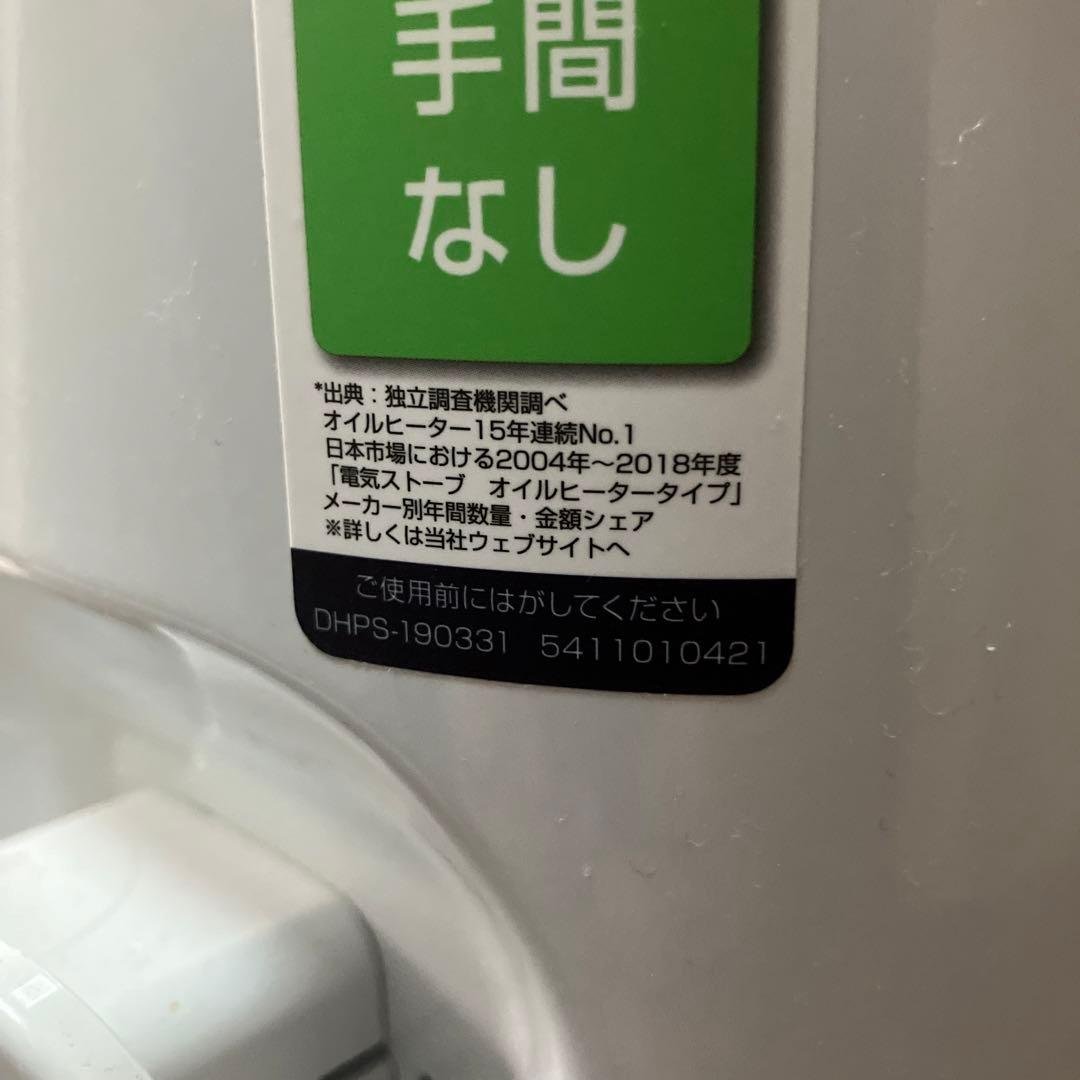 手間
なし
*出典：独立調査機関調べ
オイルヒーター15年連続No.1
日本市場における2004年～2018年度
「電気ストーブ　オイルヒータータイプ」
メーカー別年間数量・金額シェア
※詳しくは当社ウェブサイトへ
ご使用前にはがしてください
DHPS-190331　5411010421